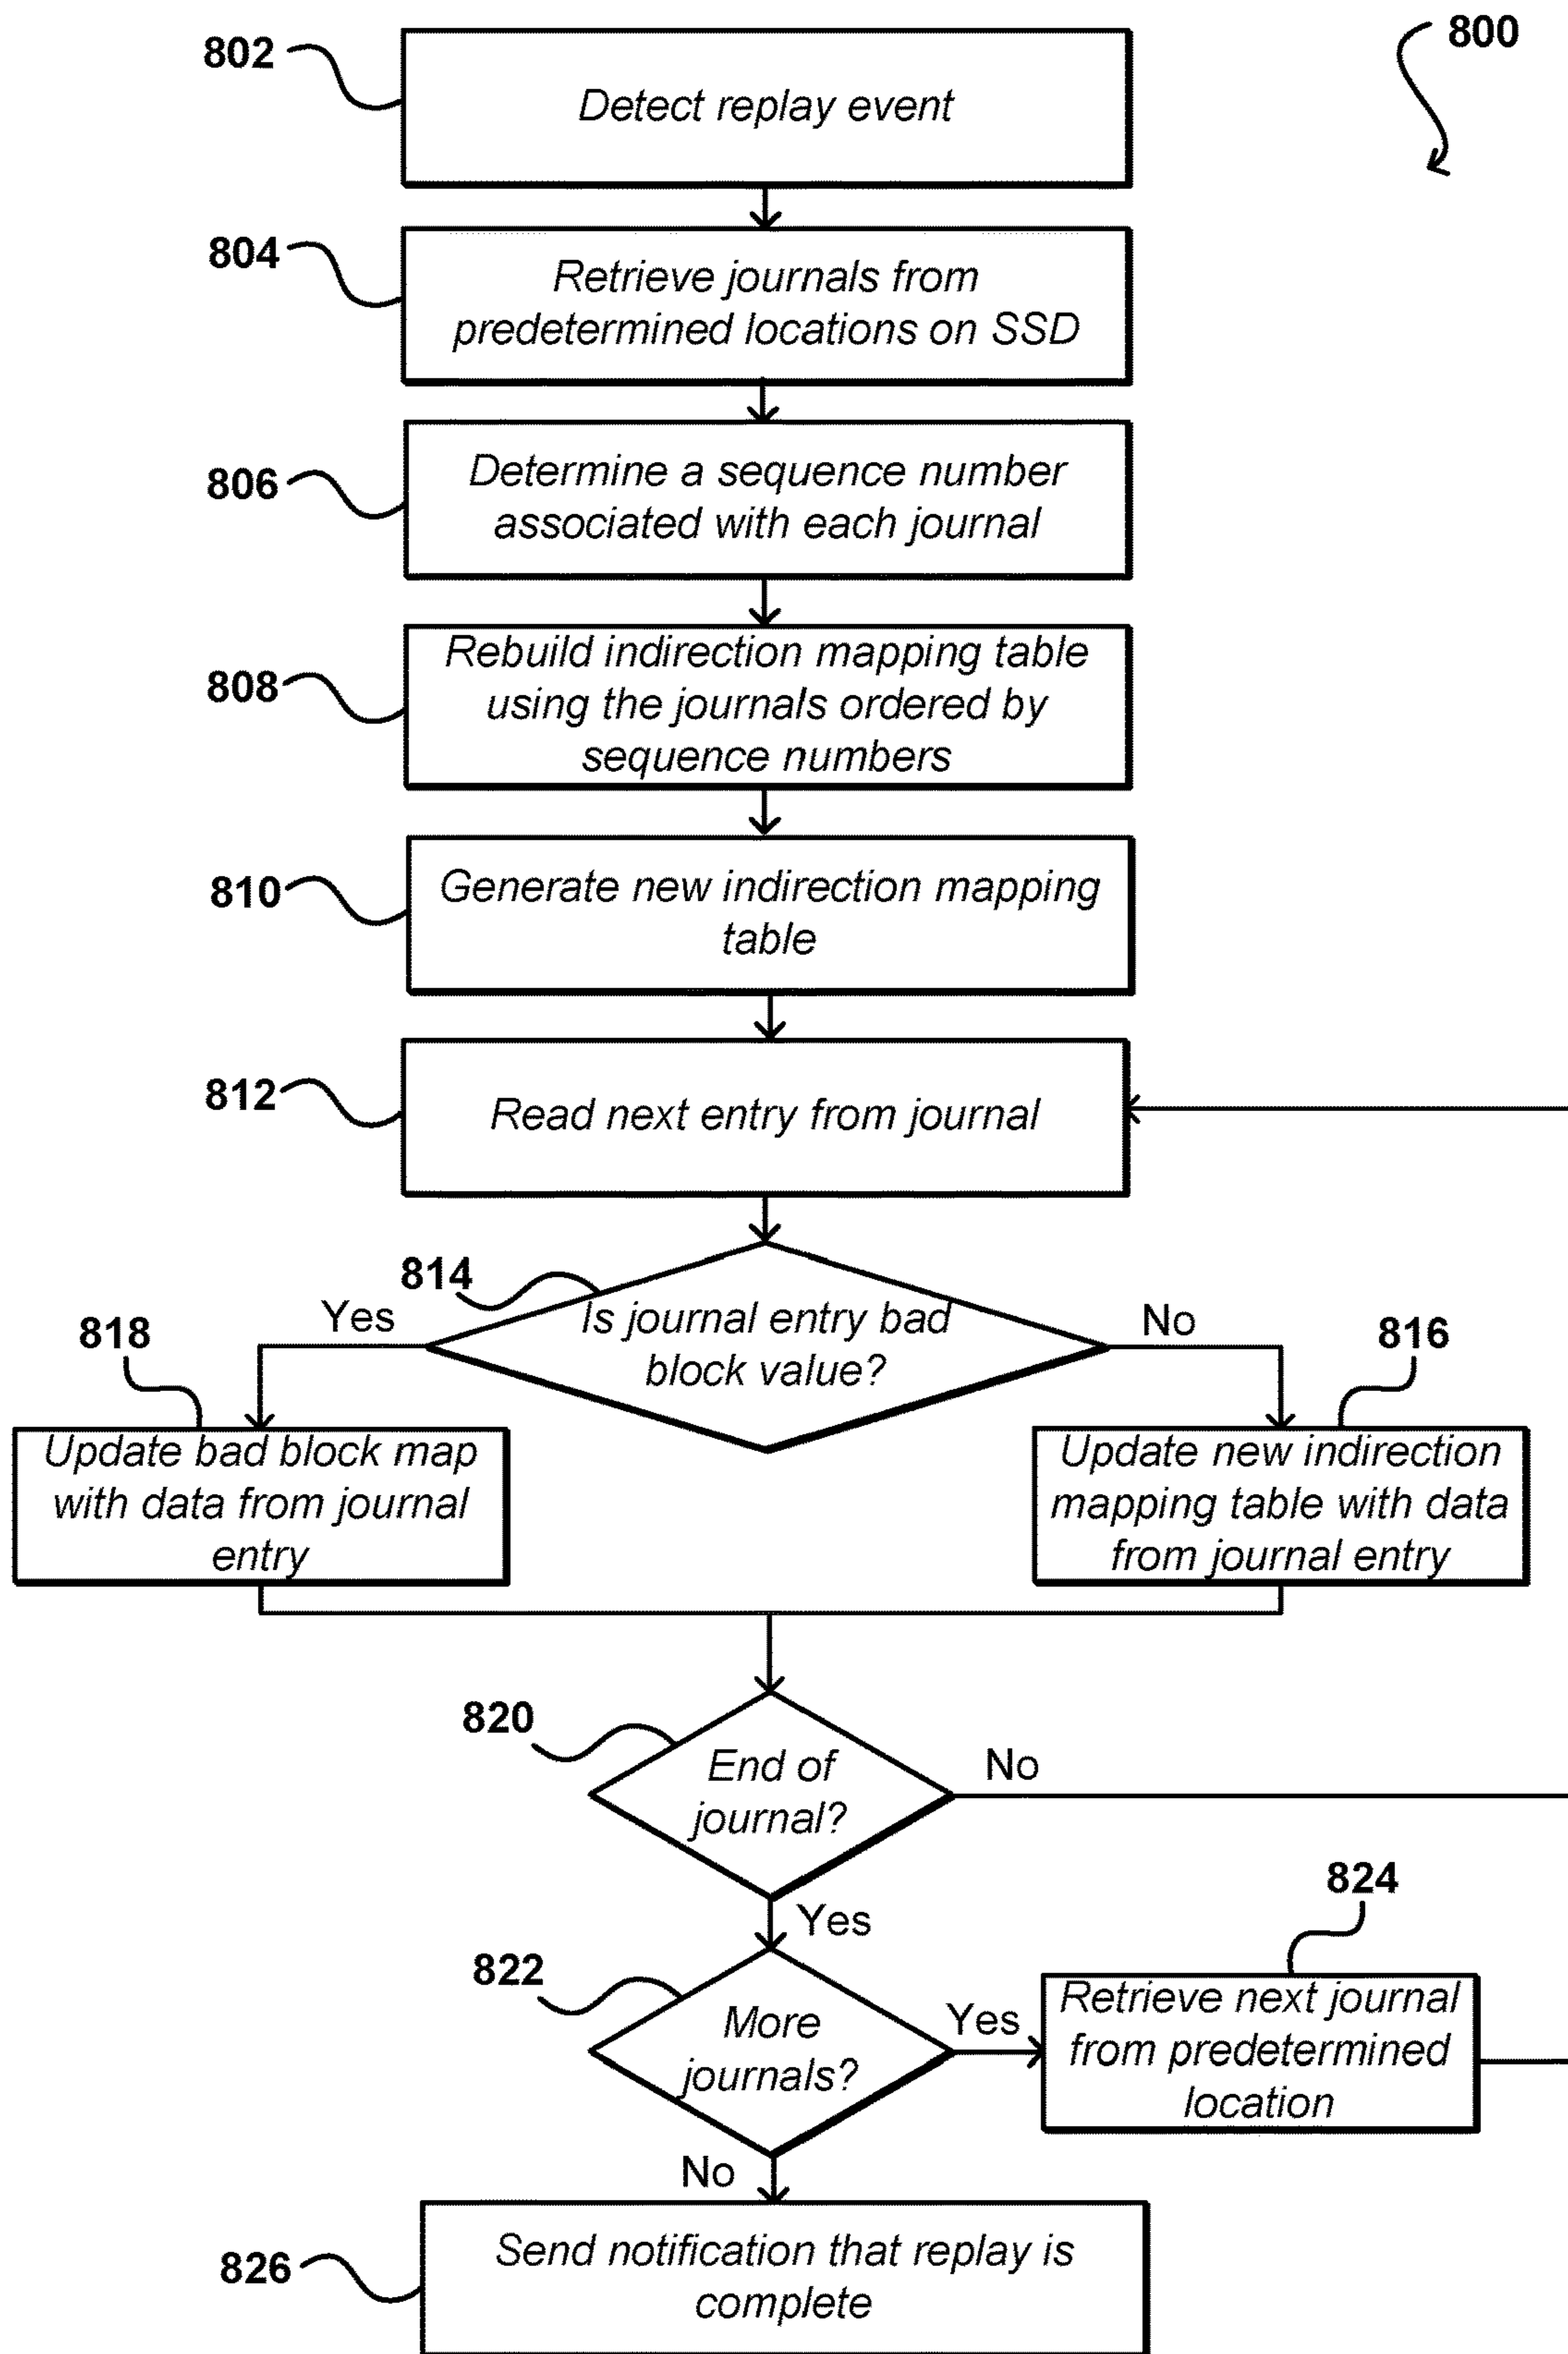 800
802
Detect replay event
804
Retrieve journals from
predetermined locations on SSD
806
Determine a sequence number
associated with each journal
808
Rebuild indirection mapping table
using the journals ordered by
sequence numbers
810
Generate new indirection mapping
table
812
Read next entry from journal
814
Is journal entry bad
block value?
Yes
No
818
Update bad block map
with data from journal
entry
816
Update new indirection
mapping table with data
from journal entry
820
End of
journal?
No
Yes
822
More
journals?
Yes
824
Retrieve next journal
from predetermined
location
No
826
Send notification that replay is
complete